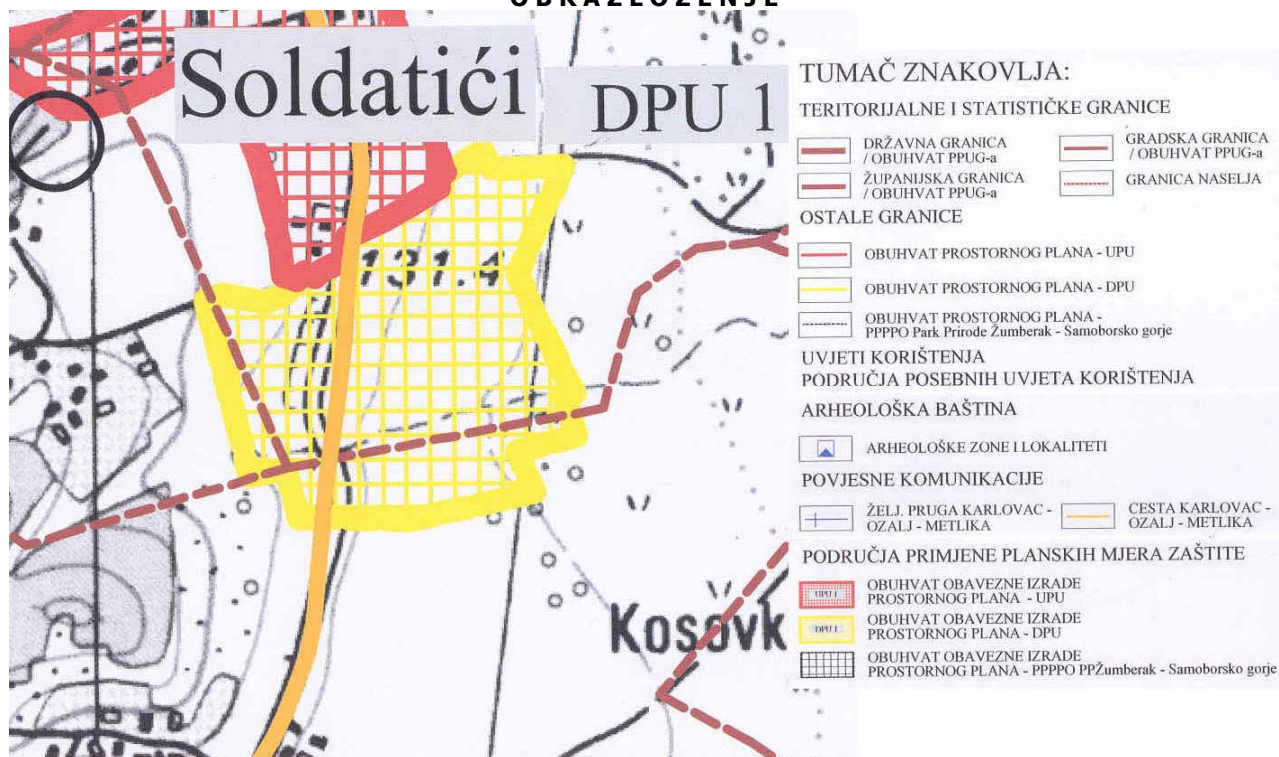 OBRAZLOŽENJE
Soldatići
DPU 1
131.4
Kosovk
TUMAČ ZNAKOVLJA:
TERITORIJALNE I STATISTIČKE GRANICE
DRŽAVNA GRANICA
/ OBUHVAT PPUG-a
GRADSKA GRANICA
/ OBUHVAT PPUG-a
ŽUPANIJSKA GRANICA
/ OBUHVAT PPUG-a
GRANICA NASELJA
OSTALE GRANICE
OBUHVAT PROSTORNOG PLANA - UPU
OBUHVAT PROSTORNOG PLANA - DPU
OBUHVAT PROSTORNOG PLANA -
PPPPO Park Prirode Žumberak - Samoborsko gorje
UVJETI KORIŠTENJA
PODRUČJA POSEBNIH UVJETA KORIŠTENJA
ARHEOLOŠKA BAŠTINA
ARHEOLOŠKE ZONE I LOKALITETI
POVJESNE KOMUNIKACIJE
ŽELJ. PRUGA KARLOVAC -
OZALJ - METLIKA
CESTA KARLOVAC -
OZALJ - METLIKA
PODRUČJA PRIMJENE PLANSKIH MJERA ZAŠTITE
UPU 1
OBUHVAT OBAVEZNE IZRADE
PROSTORNOG PLANA - UPU
DPU 1
OBUHVAT OBAVEZNE IZRADE
PROSTORNOG PLANA - DPU
OBUHVAT OBAVEZNE IZRADE
PROSTORNOG PLANA - PPPPO PPŽumberak - Samoborsko gorje